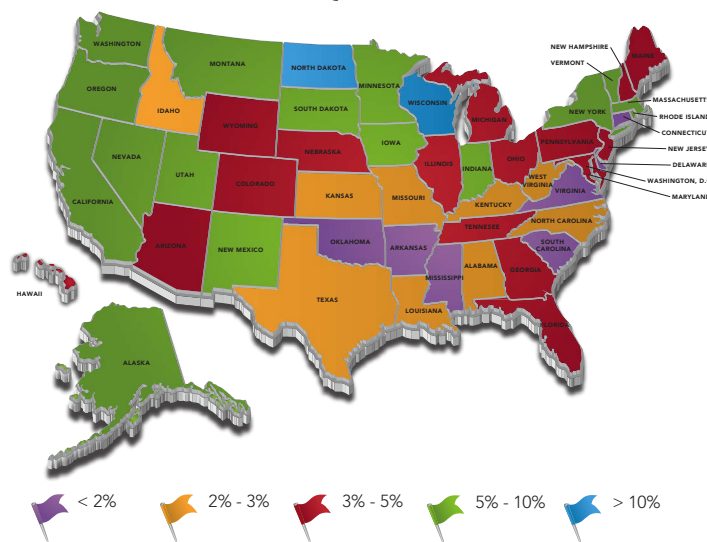 WASHINGTON
OREGON
CALIFORNIA
NEVADA
IDAHO
MONTANA
WYOMING
UTAH
COLORADO
ARIZONA
NEW MEXICO
NORTH DAKOTA
SOUTH DAKOTA
NEBRASKA
KANSAS
OKLAHOMA
TEXAS
MINNESOTA
IOWA
MISSOURI
ARKANSAS
LOUISIANA
WISCONSIN
ILLINOIS
MICHIGAN
INDIANA
OHIO
KENTUCKY
TENNESSEE
MISSISSIPPI
ALABAMA
GEORGIA
FLORIDA
SOUTH
CAROLINA
NORTH CAROLINA
VIRGINIA
WEST
VIRGINIA
PENNSYLVANIA
NEW YORK
VERMONT
NEW HAMPSHIRE
MAINE
MASSACHUSETT
RHODE ISLAND
CONNECTICU
NEW JERSE
DELAWAR
WASHINGTON, D.
MARYLAN
HAWAII
ALASKA
< 2%
2% - 3%
3% - 5%
5% - 10%
> 10%